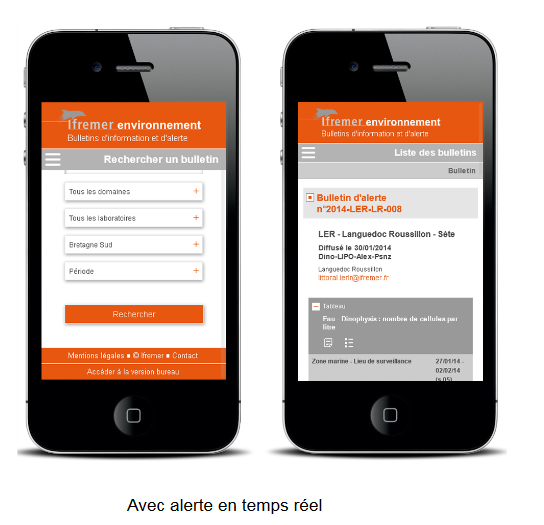 Ifremer environnement
Bulletins d'information et d'alerte
Rechercher un bulletin
Tous les domaines +
Tous les laboratoires +
Bretagne Sud +
Période +
Rechercher
Mentions légales ■ © Ifremer ■ Contact
Accéder à la version bureau
Ifremer environnement
Bulletins d'information et d'alerte
Liste des bulletins
Bulletin
Bulletin d'alerte
n°2014-LER-LR-008
LER - Languedoc Roussillon - Sète
Diffusé le 30/01/2014
Dino-LIPO-Alex-Psnz
Languedoc Roussillon
littoral.lerlr@ifremer.fr
Tableau
Eau - Dinophysis : nombre de cellules par
litre
Zone marine - Lieu de surveillance 27/01/14 -
02/02/14
(s.05)
Avec alerte en temps réel